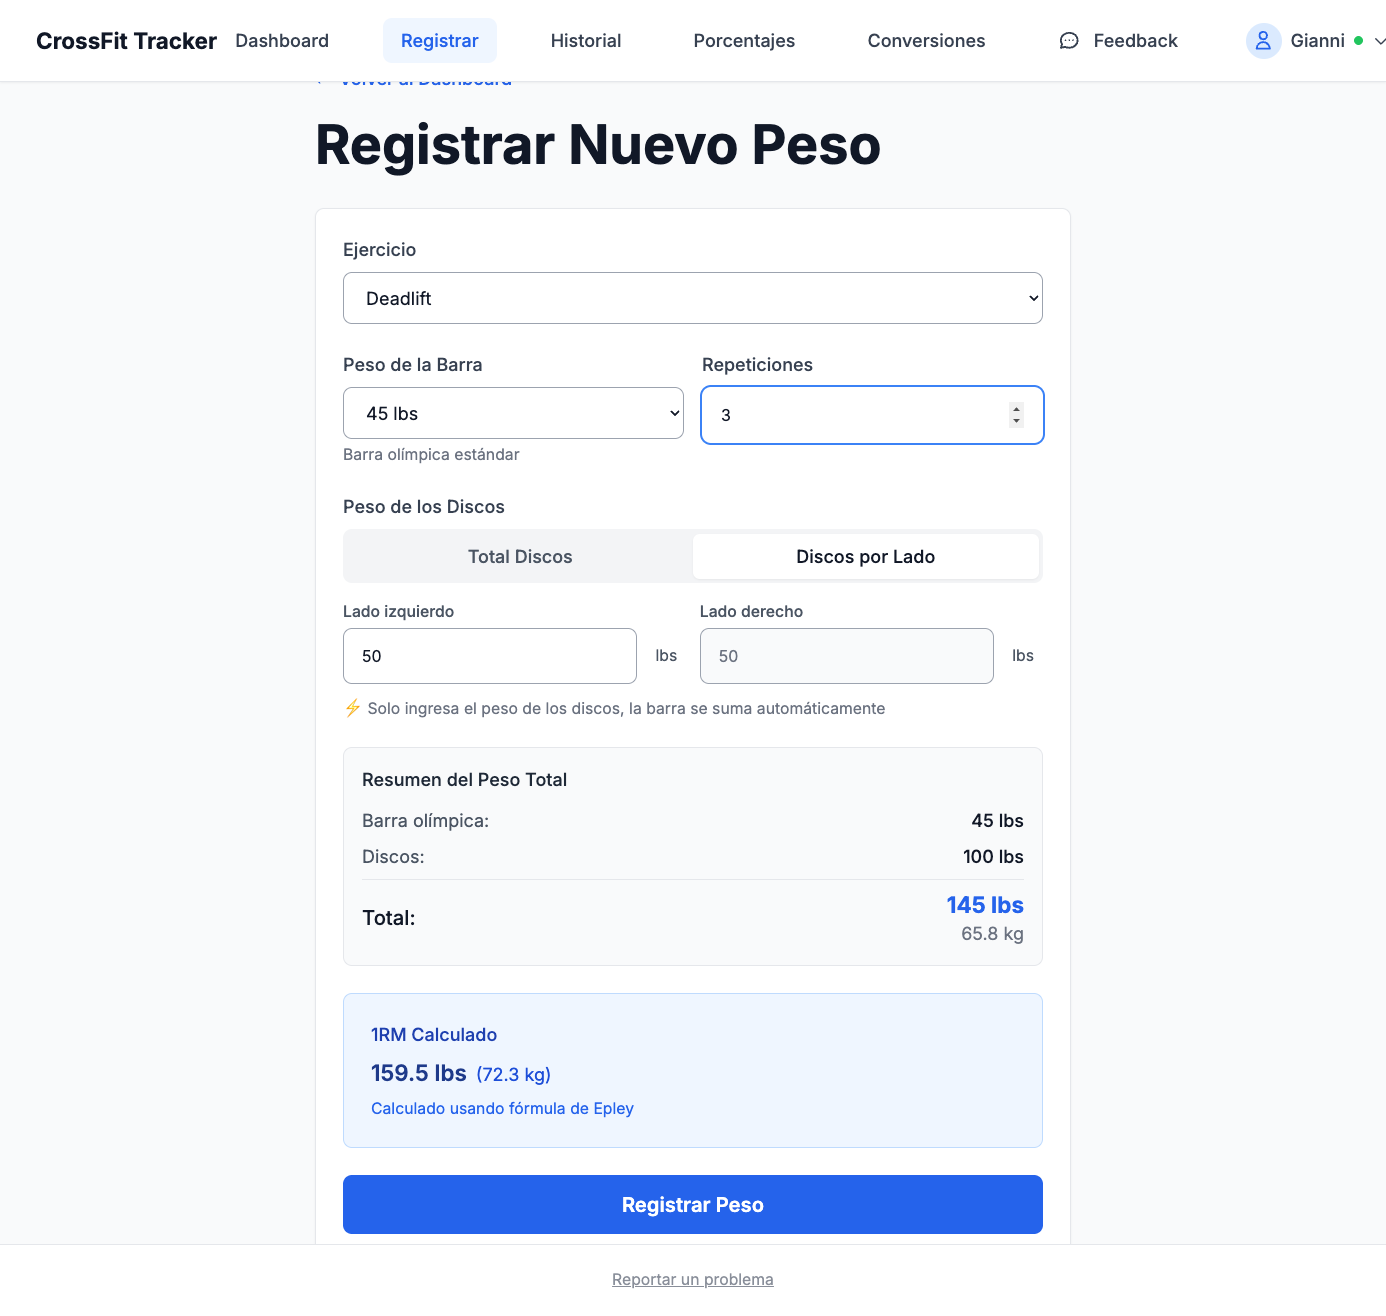 CrossFit Tracker
Dashboard
Registrar
Historial
Porcentajes
Conversiones
Feedback
Gianni
Volver al Dashboard
Registrar Nuevo Peso
Ejercicio
Deadlift
Peso de la Barra
Repeticiones
45 lbs
3
Barra olímpica estándar
Peso de los Discos
Total Discos
Discos por Lado
Lado izquierdo
Lado derecho
50
lbs
50
lbs
⚡ Solo ingresa el peso de los discos, la barra se suma automáticamente
Resumen del Peso Total
Barra olímpica:
45 lbs
Discos:
100 lbs
Total:
145 lbs
65.8 kg
1RM Calculado
159.5 lbs (72.3 kg)
Calculado usando fórmula de Epley
Registrar Peso
Reportar un problema